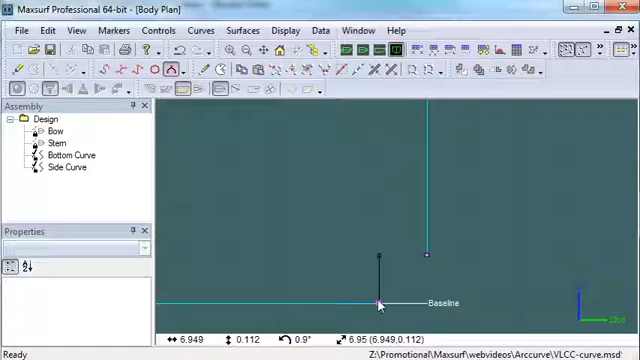 Maxsurf Professional 64-bit - [Body Plan]
File Edit View Markers Controls Curves Surfaces Display Data Window Help
Assembly
Design
Bow
Stern
Bottom Curve
Side Curve
Properties
Baseline
Stbd
Ready
6.949 0.112 0.9° 6.95 (6.949,0.112)
Z:\Promotional\Maxsurf\webvideos\Arccurve\VLCC-curve.msd